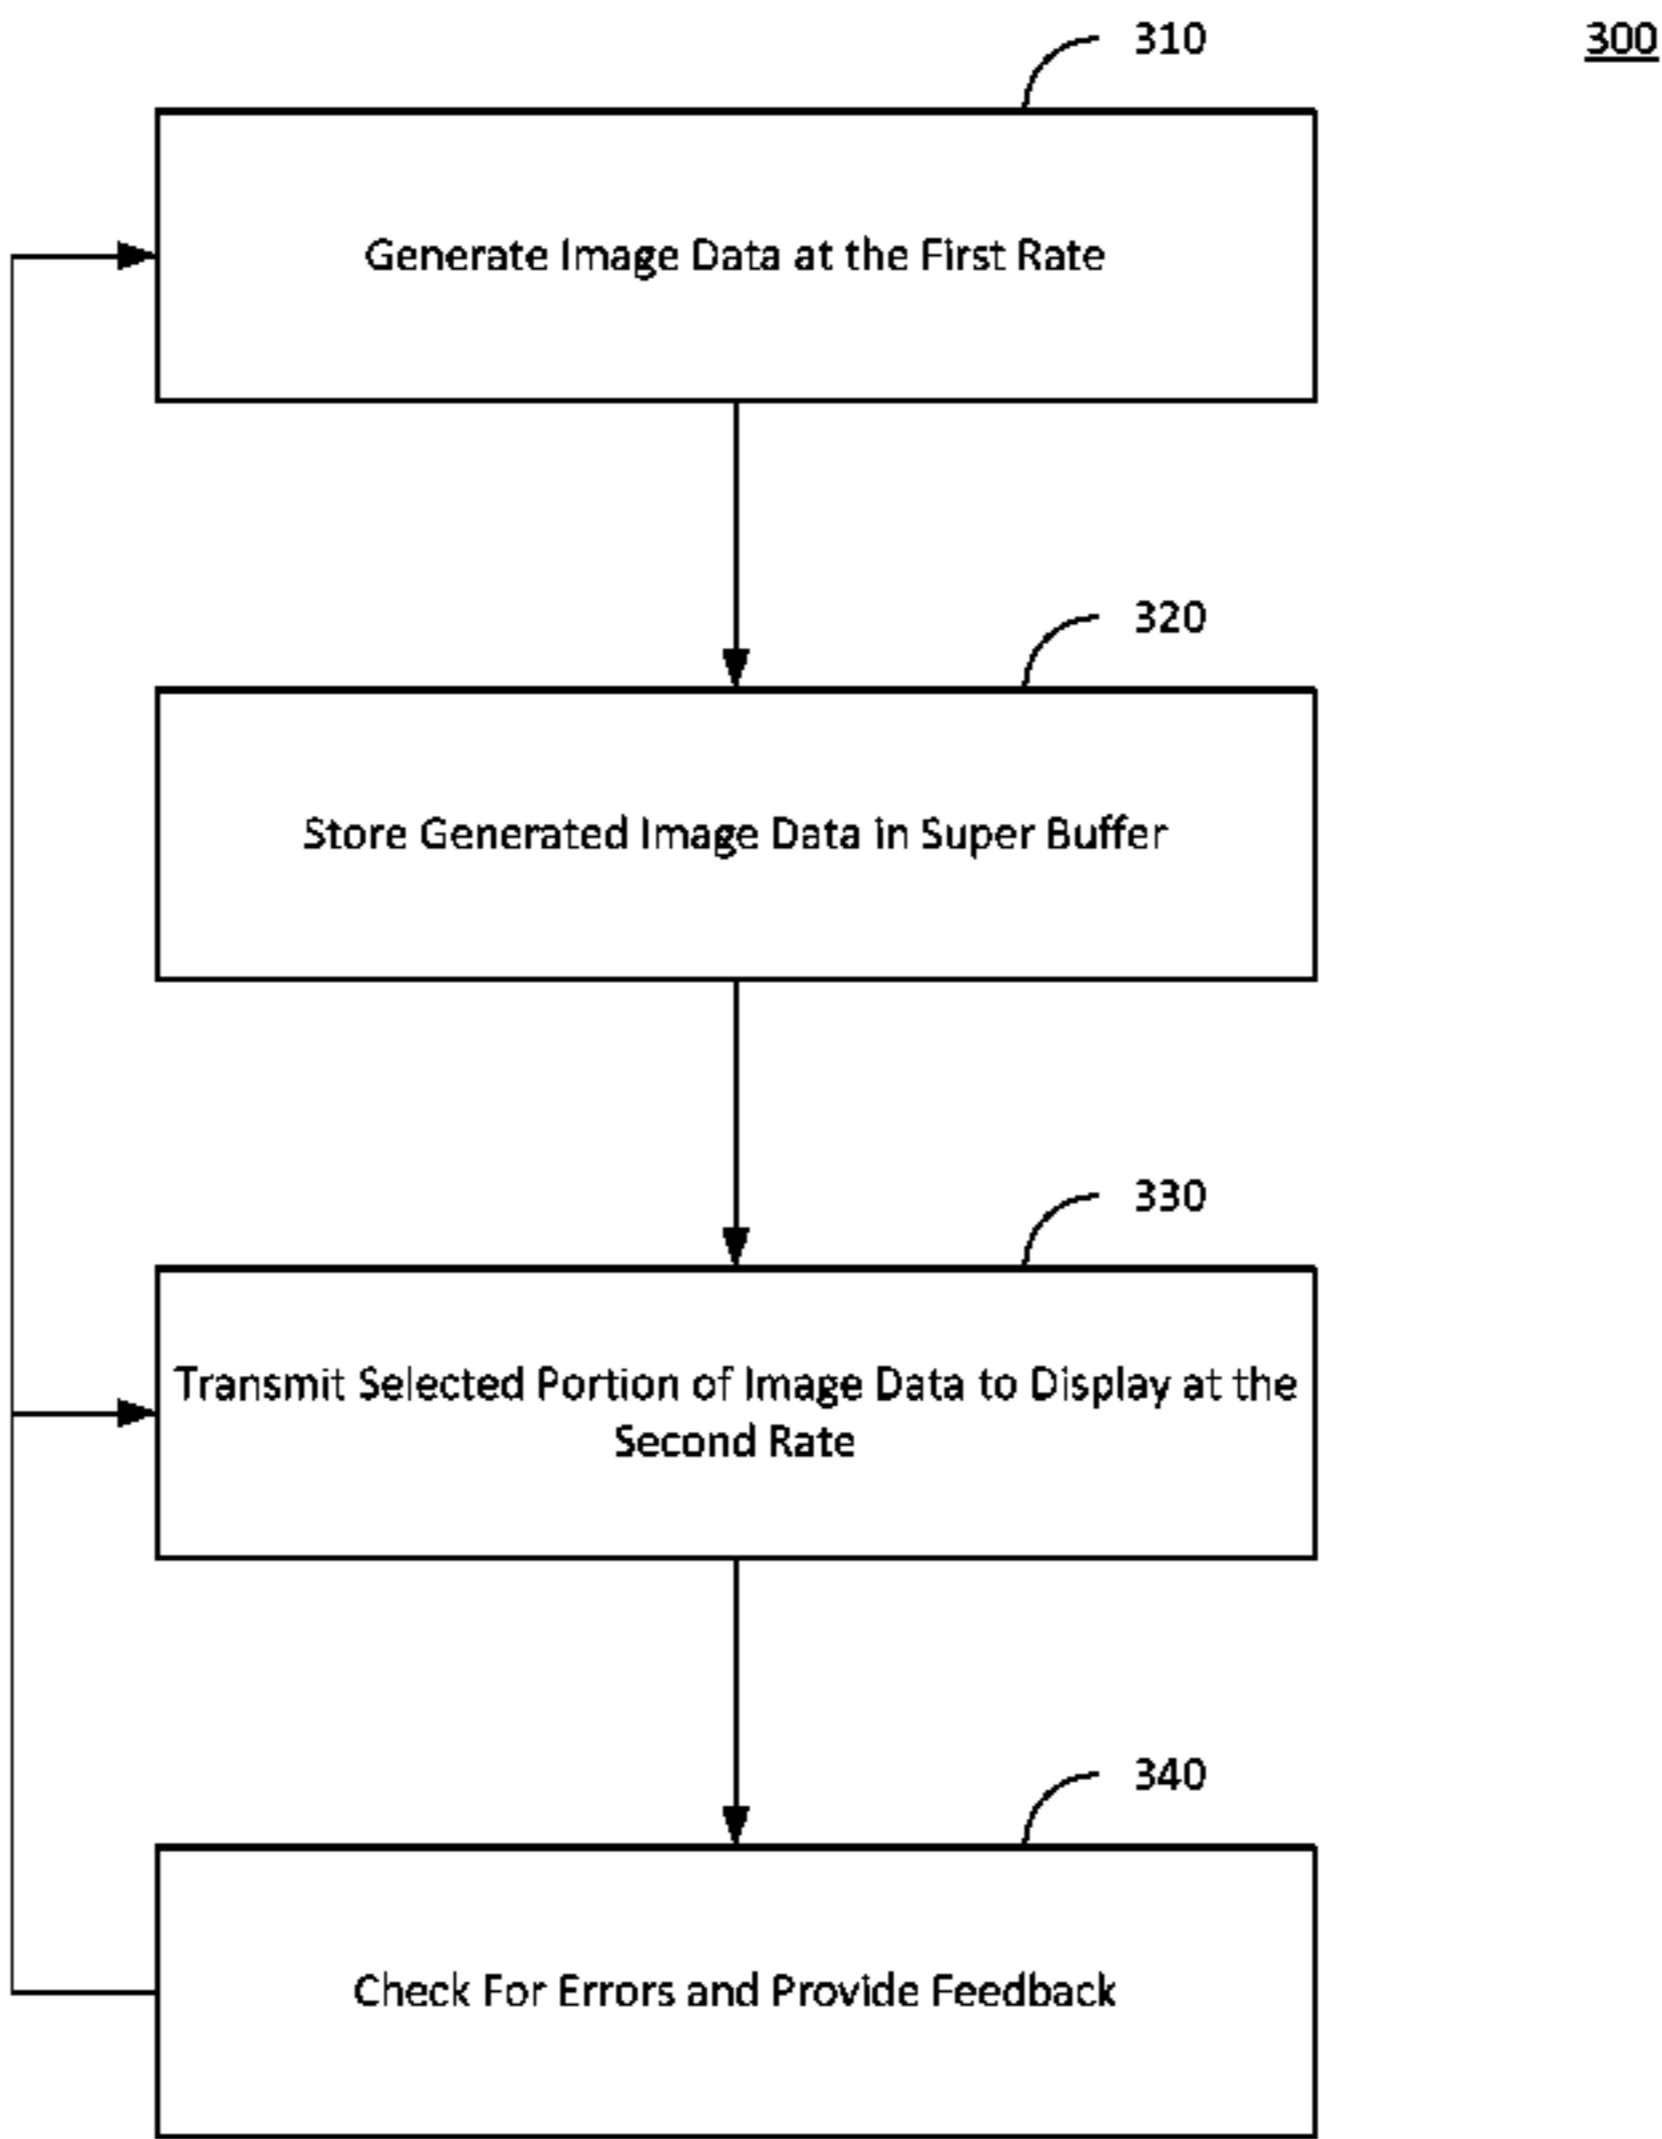 310
300
Generate Image Data at the First Rate
320
Store Generated Image Data in Super Buffer
330
Transmit Selected Portion of Image Data to Display at the
Second Rate
340
Check For Errors and Provide Feedback